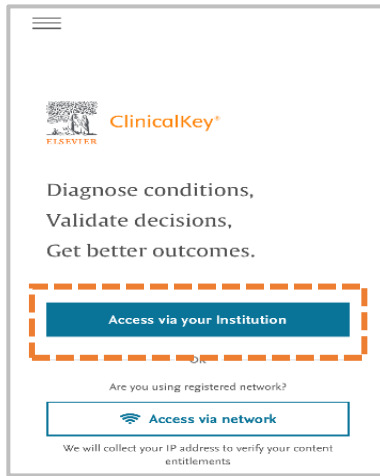 ELSEVIER
ClinicalKey®
Diagnose conditions,
Validate decisions,
Get better outcomes.
Access via your Institution
OR
Are you using registered network?
Access via network
We will collect your IP address to verify your content
entitlements